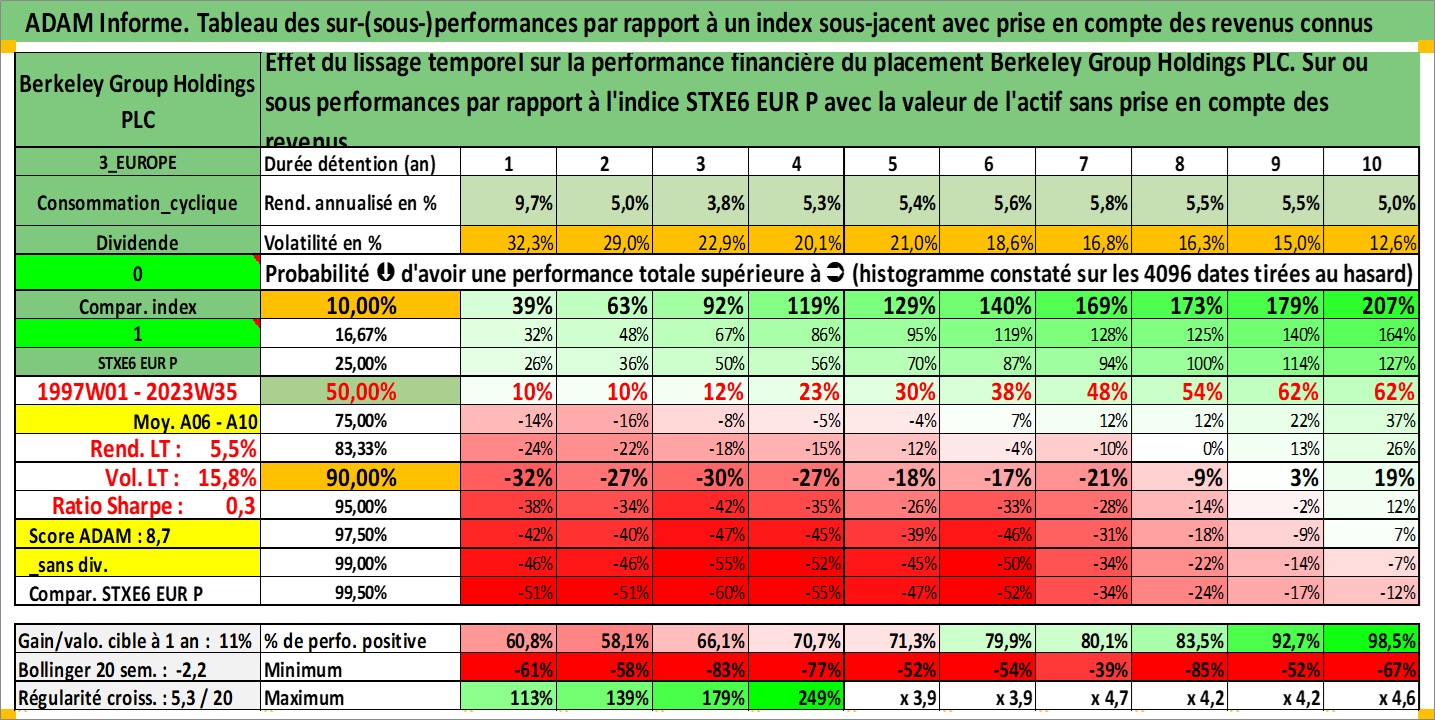 ADAM Informe. Tableau des sur-(sous-)performances par rapport à un index sous-jacent avec prise en compte des revenus connus
Berkeley Group Holdings PLC
Effet du lissage temporel sur la performance financière du placement Berkeley Group Holdings PLC. Sur ou
sous performances par rapport à l'indice STXE6 EUR P avec la valeur de l'actif sans prise en compte des
revenus
3_EUROPE Durée détention (an) 1 2 3 4 5 6 7 8 9 10
Consommation_cyclique Rend. annualisé en % 9,7% 5,0% 3,8% 5,3% 5,4% 5,6% 5,8% 5,5% 5,5% 5,0%
Dividende Volatilité en % 32,3% 29,0% 22,9% 20,1% 21,0% 18,6% 16,8% 16,3% 15,0% 12,6%
0 Probabilité d'avoir une performance totale supérieure à (histogramme constaté sur les 4096 dates tirées au hasard)
Compar. index 10,00% 39% 63% 92% 119% 129% 140% 169% 173% 179% 207%
1 16,67% 32% 48% 67% 86% 95% 119% 128% 125% 140% 164%
STXE6 EUR P 25,00% 26% 36% 50% 56% 70% 87% 94% 100% 114% 127%
1997W01 - 2023W35 50,00% 10% 10% 12% 23% 30% 38% 48% 54% 62% 62%
Moy. A06 - A10 75,00% -14% -16% -8% -5% -4% 7% 12% 12% 22% 37%
Rend. LT : 5,5% 83,33% -24% -22% -18% -15% -12% -4% -10% 0% 13% 26%
Vol. LT : 15,8% 90,00% -32% -27% -30% -27% -18% -17% -21% -9% 3% 19%
Ratio Sharpe : 0,3 95,00% -38% -34% -42% -35% -26% -33% -28% -14% -2% 12%
Score ADAM : 8,7 97,50% -42% -40% -47% -45% -39% -46% -31% -18% -9% 7%
_sans div. 99,00% -46% -46% -55% -52% -45% -50% -34% -22% -14% -7%
Compar. STXE6 EUR P 99,50% -51% -51% -60% -55% -47% -52% -34% -24% -17% -12%
Gain/valo. cible à 1 an : 11% % de perfo. positive 60,8% 58,1% 66,1% 70,7% 71,3% 79,9% 80,1% 83,5% 92,7% 98,5%
Bollinger 20 sem. : -2,2 Minimum -61% -58% -83% -77% -52% -54% -39% -85% -52% -67%
Régularité croiss. : 5,3 / 20 Maximum 113% 139% 179% 249% x 3,9 x 3,9 x 4,7 x 4,2 x 4,2 x 4,6